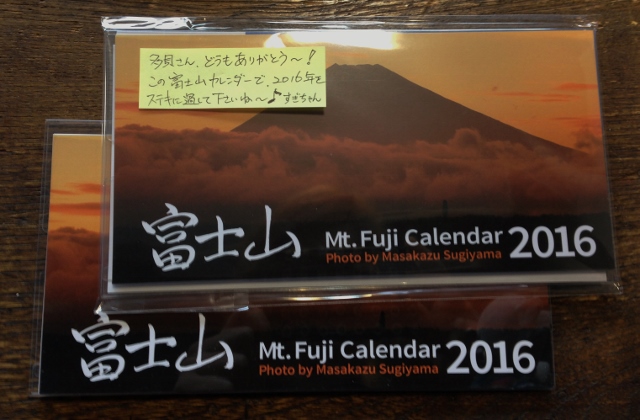 多貝さん、どうもありがとう〜!
この富士山カレンダーで、2016年を
ステキに過して下さいね〜♪ すぎちゃん
富士山
Mt. Fuji Calendar 2016
Photo by Masakazu Sugiyama
富士山
Mt. Fuji Calendar 2016
Photo by Masakazu Sugiyama